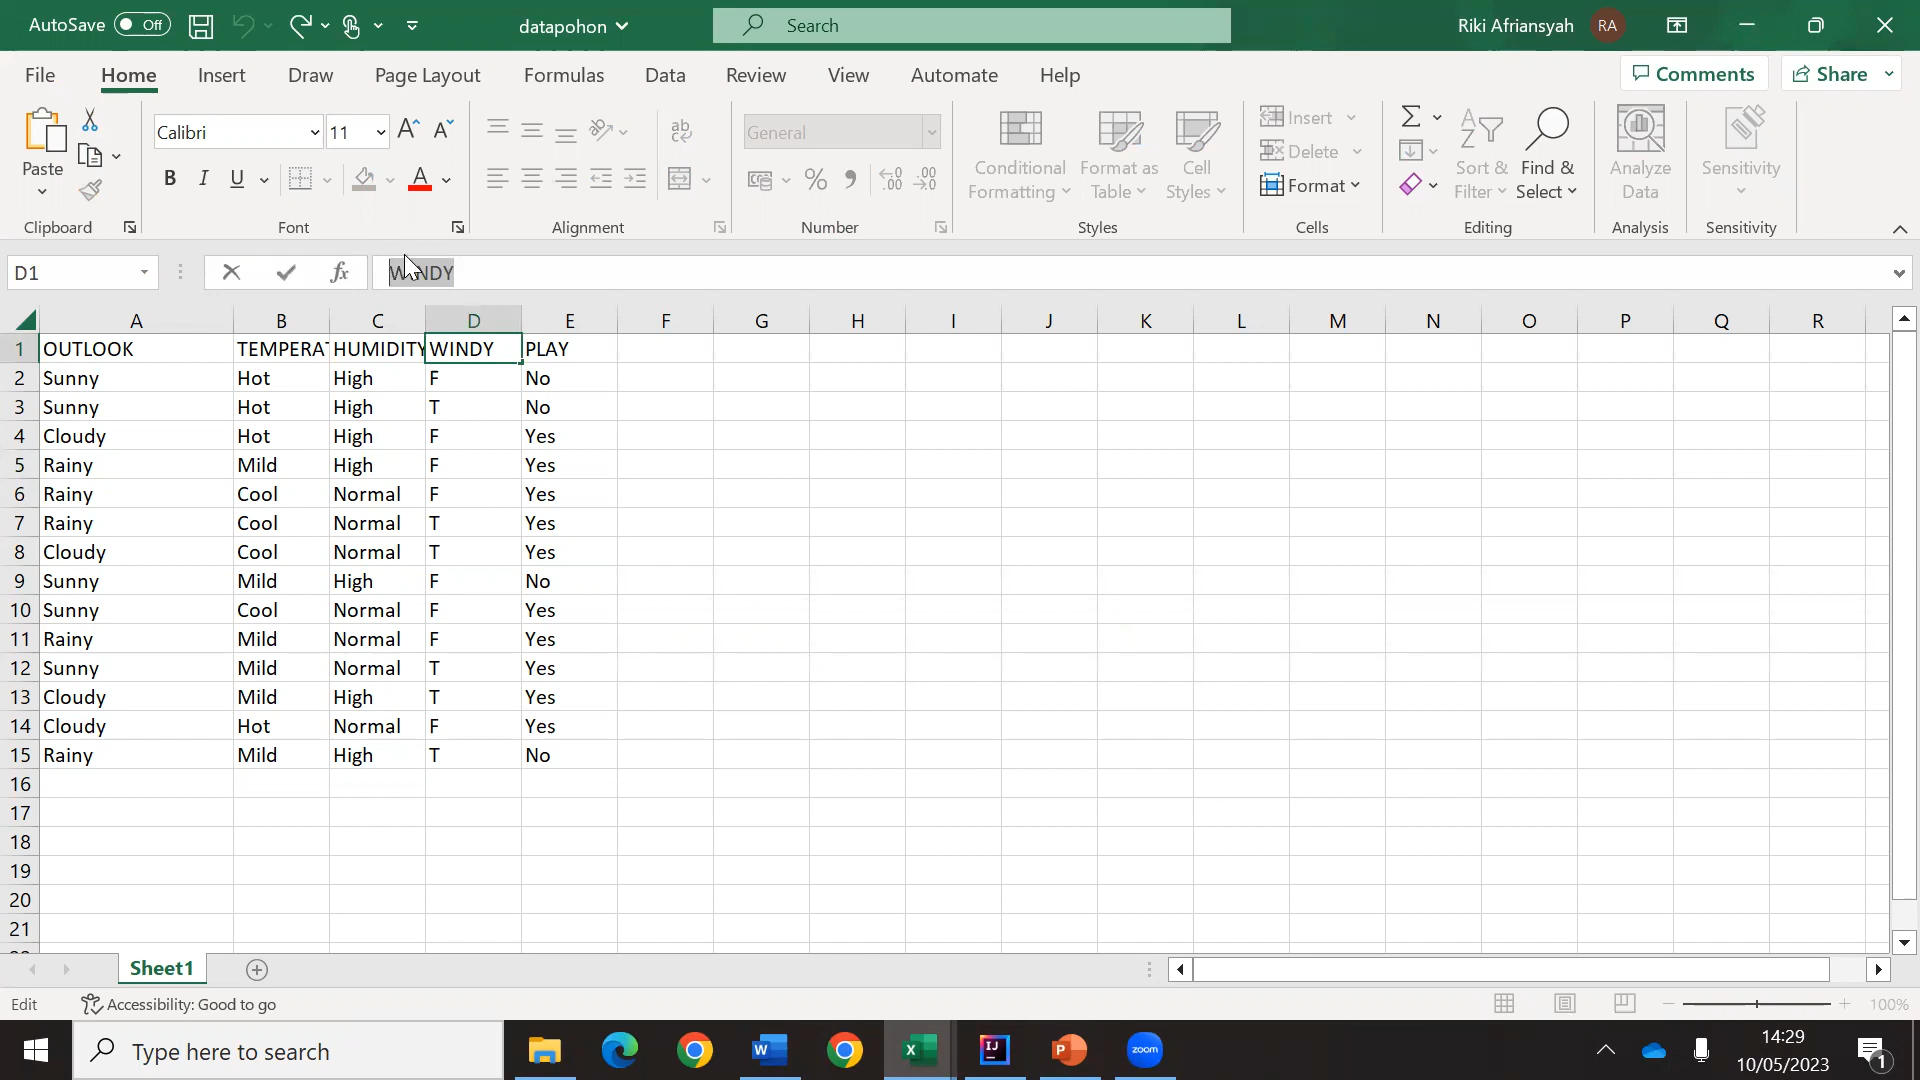 AutoSave Off datapohon Search Riki Afriansyah RA
File Home Insert Draw Page Layout Formulas Data Review View Automate Help Comments Share
Calibri 11 General
Paste
Conditional Formatting
Format as Table
Cell Styles
Insert
Delete
Format
Sort & Filter
Find & Select
Analyze Data
Sensitivity
Clipboard Font Alignment Number Styles Cells Editing Analysis Sensitivity
D1 fx WINDY
A B C D E F G H I J K L M N O P Q R
1 OUTLOOK TEMPERAT HUMIDITY WINDY PLAY
2 Sunny Hot High F No
3 Sunny Hot High T No
4 Cloudy Hot High F Yes
5 Rainy Mild High F Yes
6 Rainy Cool Normal F Yes
7 Rainy Cool Normal T Yes
8 Cloudy Cool Normal T Yes
9 Sunny Mild High F No
10 Sunny Cool Normal F Yes
11 Rainy Mild Normal F Yes
12 Sunny Mild Normal T Yes
13 Cloudy Mild High T Yes
14 Cloudy Hot Normal F Yes
15 Rainy Mild High T No
16
17
18
19
20
21
Sheet1
Edit Accessibility: Good to go 100%
Type here to search zoom 14:29
10/05/2023 1